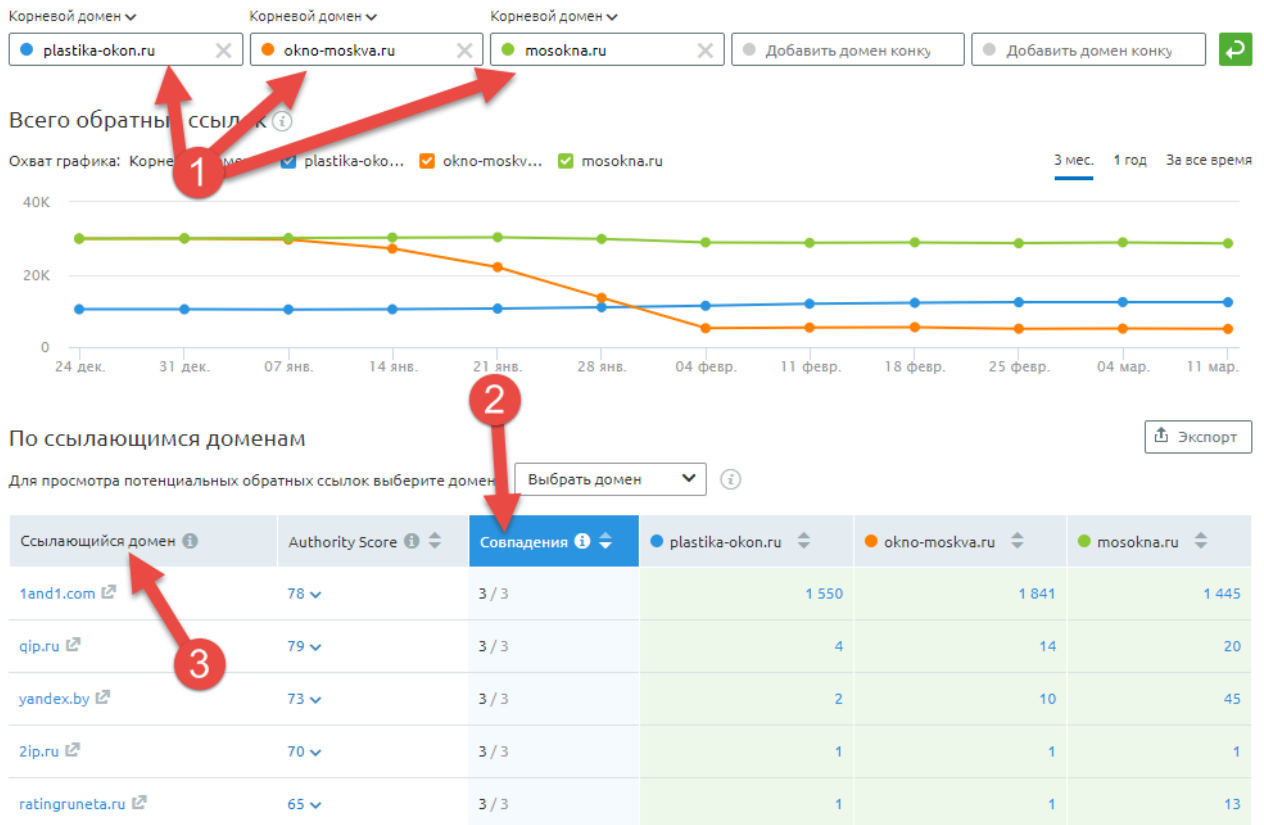 Корневой домен Корневой домен Корневой домен
plastika-okon.ru okno-moskva.ru mosokna.ru Добавить домен конку Добавить домен конку
Всего обратных ссылок
1
Охват графика: plastika-oko... okno-moskv... mosokna.ru 3 мес. 1 год За все время
40K
20K
0
24 дек. 31 дек. 07 янв. 14 янв. 21 янв. 28 янв. 04 февр. 11 февр. 18 февр. 25 февр. 04 мар. 11 мар.
2
По ссылающимся доменам Экспорт
Для просмотра потенциальных обратных ссылок выберите домен Выбрать домен
Ссылающийся домен Authority Score Совпадения plastika-okon.ru okno-moskva.ru mosokna.ru
1and1.com 78 3 / 3 1 550 1 841 1 445
qip.ru 79 3 / 3 4 14 20
3
yandex.by 73 3 / 3 2 10 45
2ip.ru 70 3 / 3 1 1 1
ratingruneta.ru 65 3 / 3 1 1 13